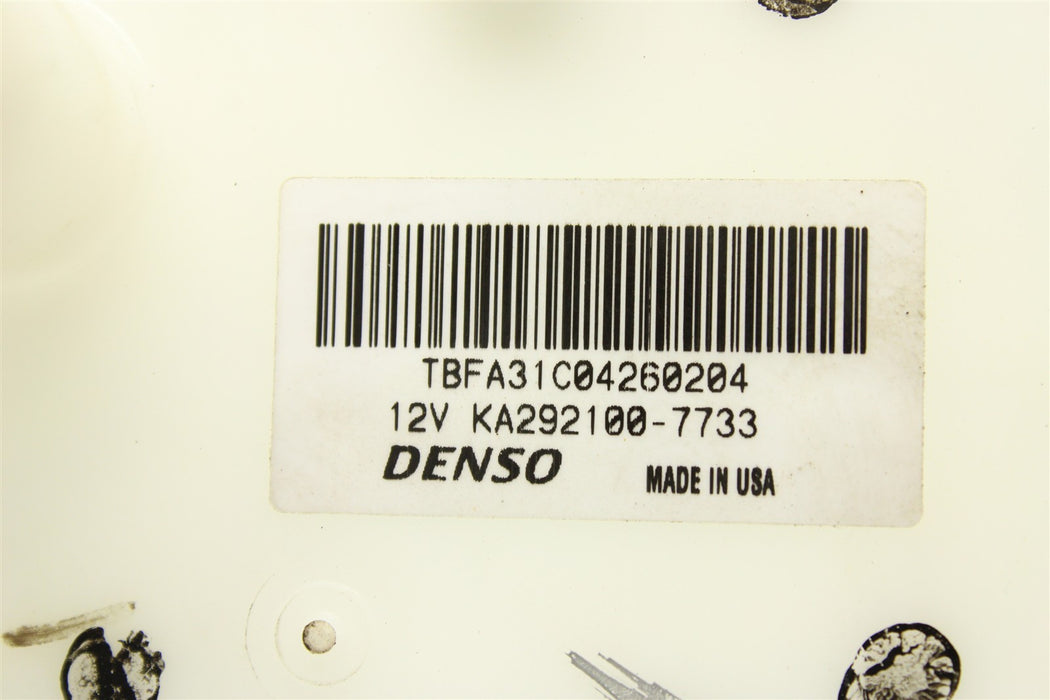 TBFA31C04260204
12V KA292100-7733
DENSO MADE IN USA